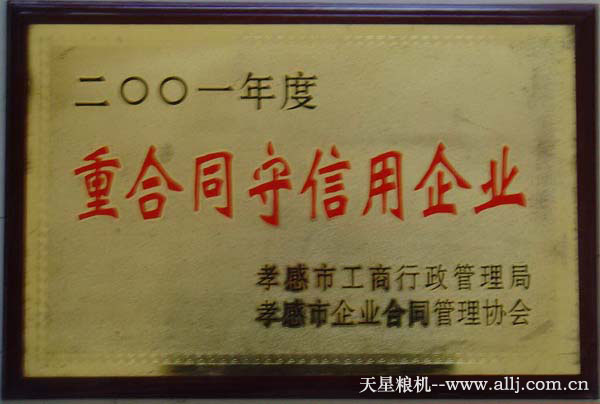 二〇〇一年度
重合同守信用企业
孝感市工商行政管理局
孝感市企业合同管理协会
天星粮机--www.allj.com.cn